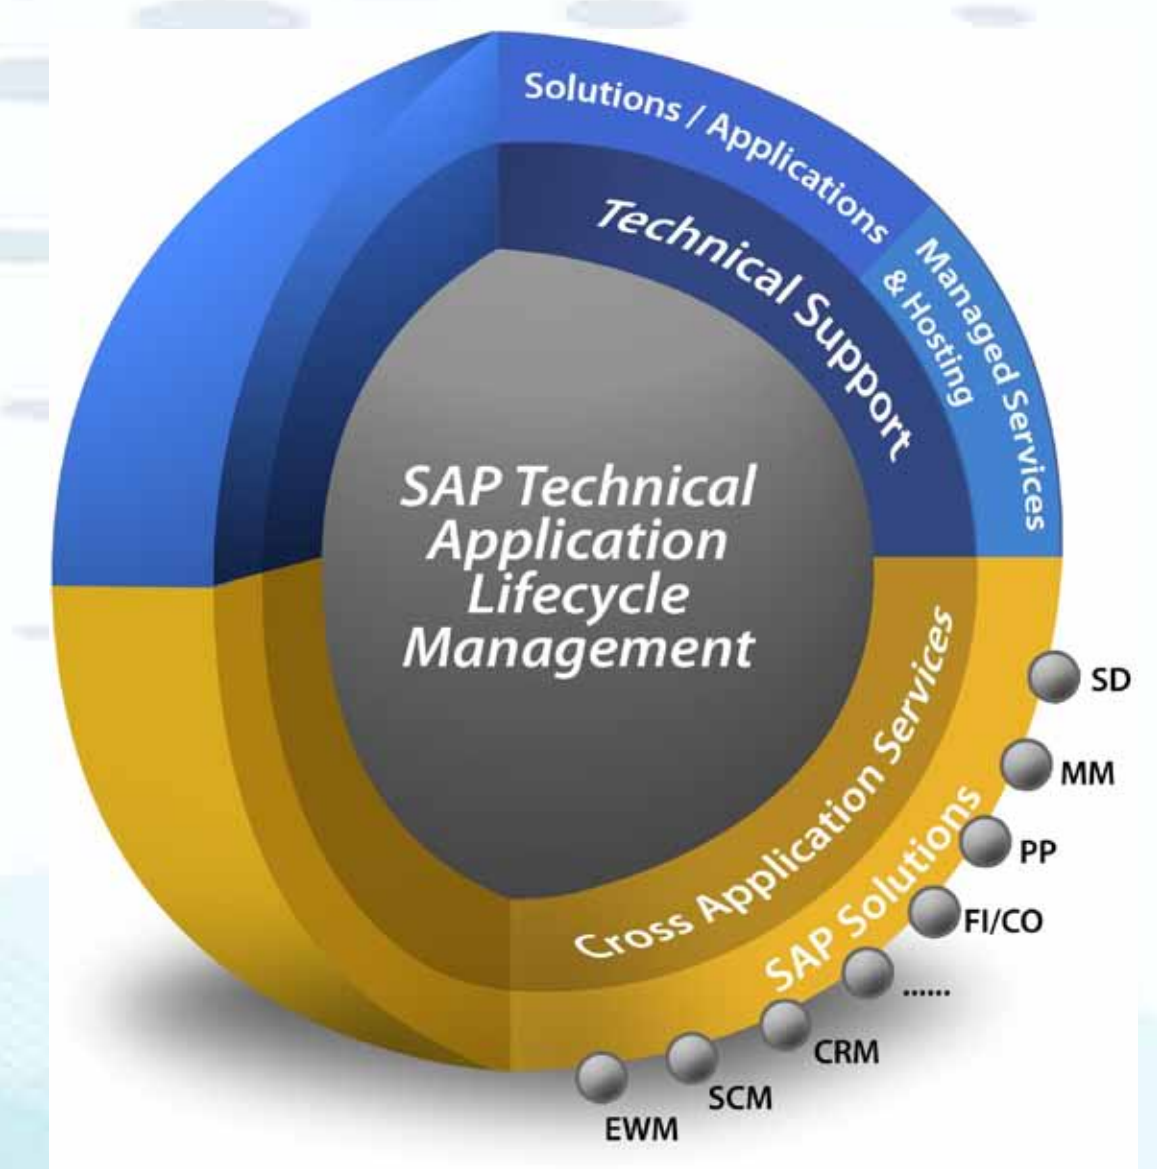 Solutions / Applications
Managed Services
& Hosting
Technical Support
SAP Technical
Application
Lifecycle
Management
Cross Application Services
SAP Solutions
SD
MM
PP
FI/CO
......
CRM
SCM
EWM